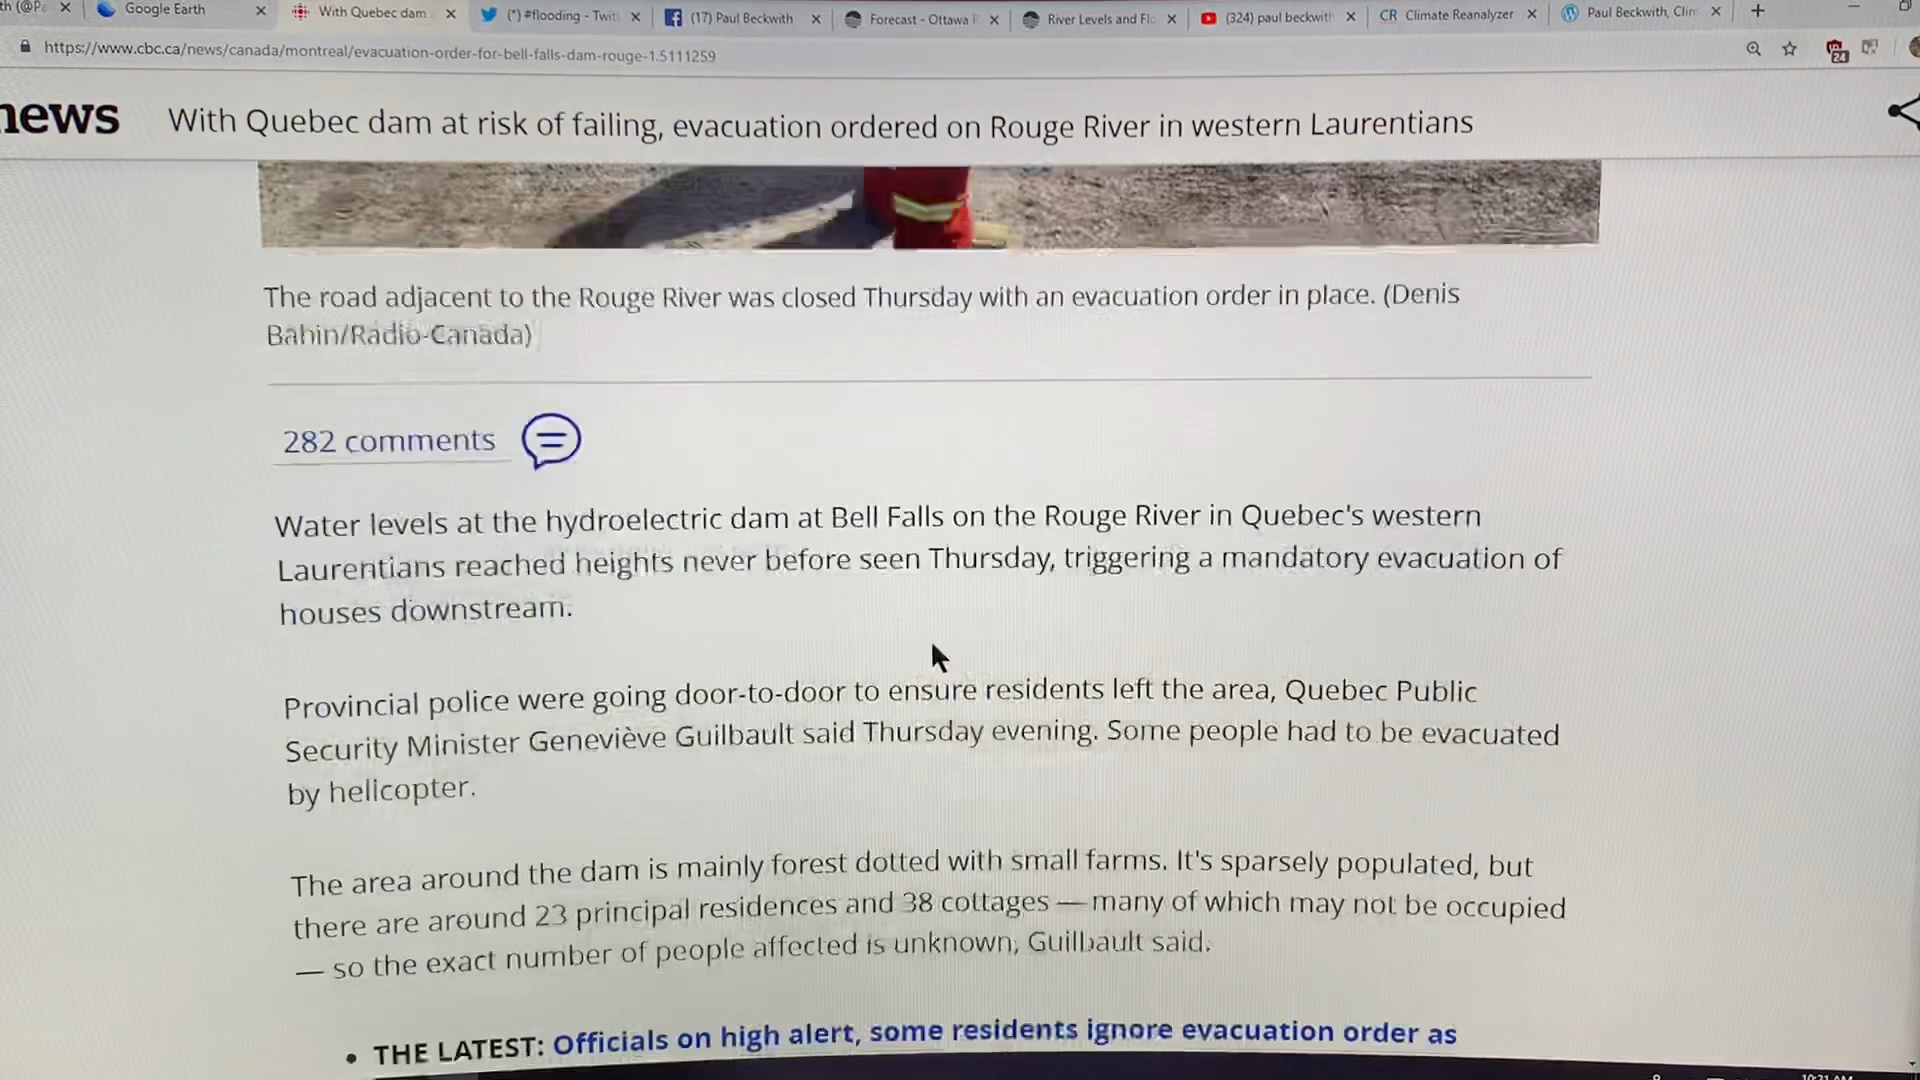 th (@Pa
Google Earth
With Quebec dam
(*) #flooding - Twit
(17) Paul Beckwith
Forecast - Ottawa R
River Levels and Flo
(324) paul beckwith
CR Climate Reanalyzer
Paul Beckwith, Clim
https://www.cbc.ca/news/canada/montreal/evacuation-order-for-bell-falls-dam-rouge-1.5111259
24
news
With Quebec dam at risk of failing, evacuation ordered on Rouge River in western Laurentians
The road adjacent to the Rouge River was closed Thursday with an evacuation order in place. (Denis
Bahin/Radio-Canada)
282 comments
Water levels at the hydroelectric dam at Bell Falls on the Rouge River in Quebec's western
Laurentians reached heights never before seen Thursday, triggering a mandatory evacuation of
houses downstream.
Provincial police were going door-to-door to ensure residents left the area, Quebec Public
Security Minister Geneviève Guilbault said Thursday evening. Some people had to be evacuated
by helicopter.
The area around the dam is mainly forest dotted with small farms. It's sparsely populated, but
there are around 23 principal residences and 38 cottages — many of which may not be occupied
— so the exact number of people affected is unknown, Guilbault said.
• THE LATEST: Officials on high alert, some residents ignore evacuation order as
10:21 AM